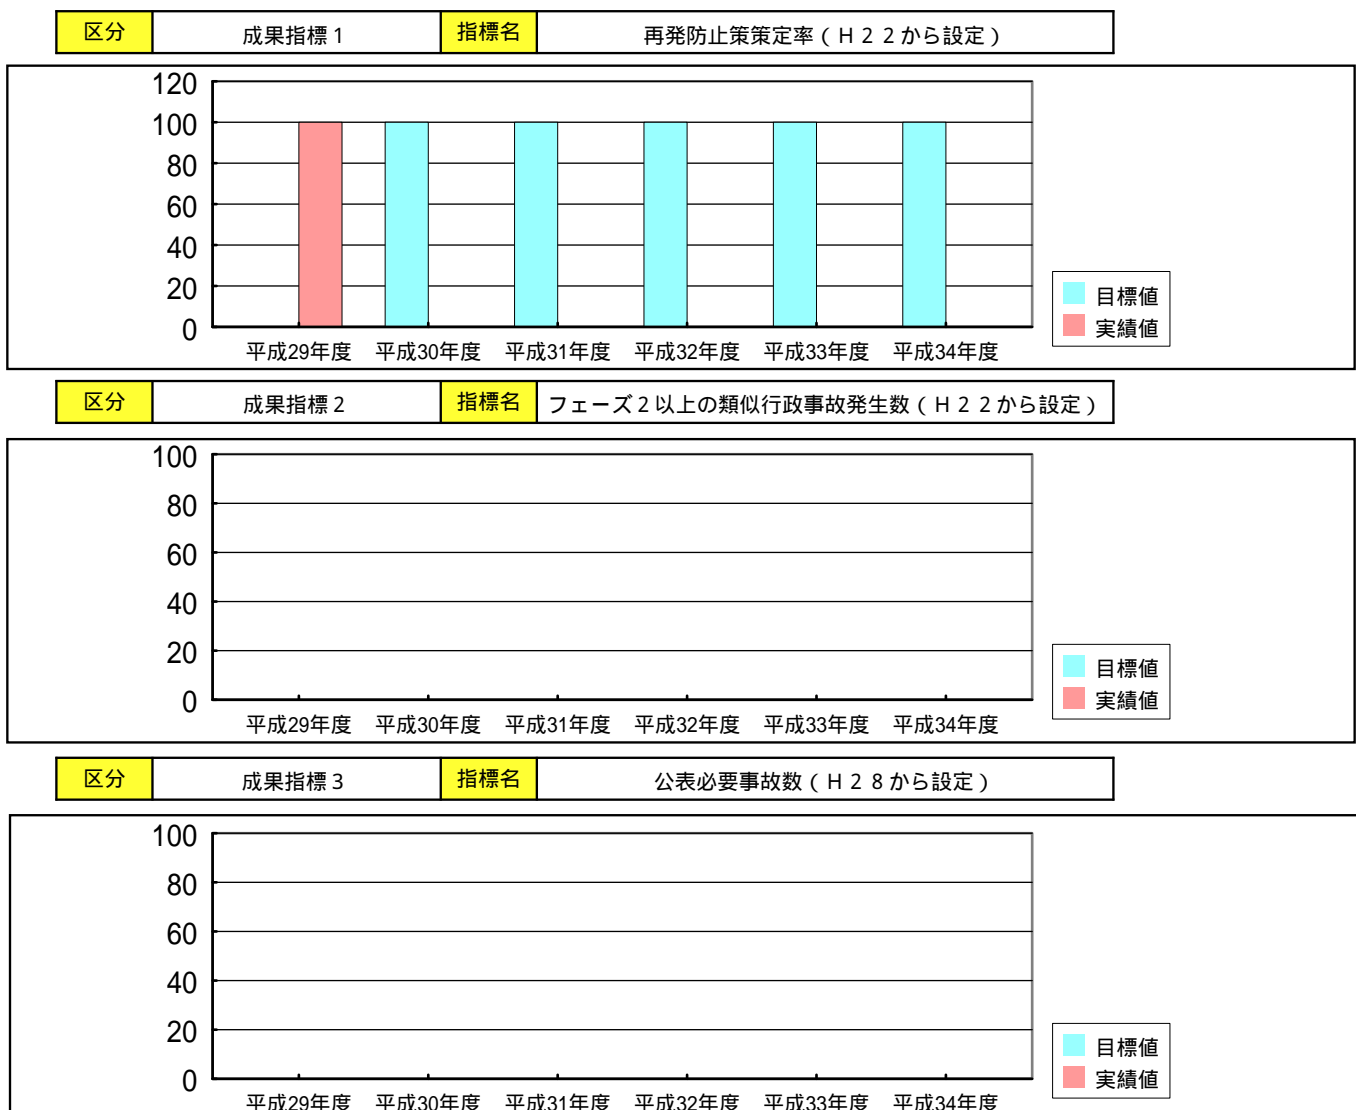 区分 成果指標1 指標名 再発防止策策定率(H22から設定)
120
100
80
60
40
20
0
平成29年度 平成30年度 平成31年度 平成32年度 平成33年度 平成34年度
目標値
実績値
区分 成果指標2 指標名 フェーズ2以上の類似行政事故発生数(H22から設定)
100
80
60
40
20
0
平成29年度 平成30年度 平成31年度 平成32年度 平成33年度 平成34年度
目標値
実績値
区分 成果指標3 指標名 公表必要事故数(H28から設定)
100
80
60
40
20
0
平成29年度 平成30年度 平成31年度 平成32年度 平成33年度 平成34年度
目標値
実績値